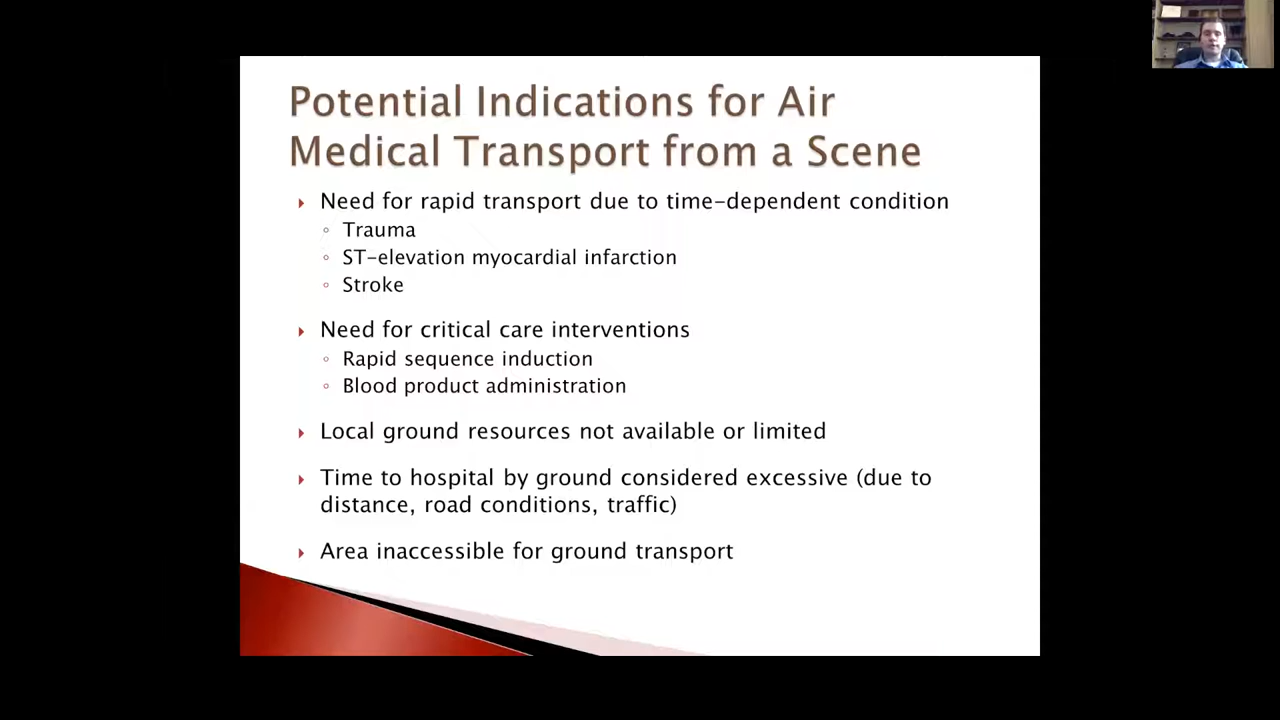 Potential Indications for Air
Medical Transport from a Scene
Need for rapid transport due to time-dependent condition
Trauma
ST-elevation myocardial infarction
Stroke
Need for critical care interventions
Rapid sequence induction
Blood product administration
Local ground resources not available or limited
Time to hospital by ground considered excessive (due to
distance, road conditions, traffic)
Area inaccessible for ground transport